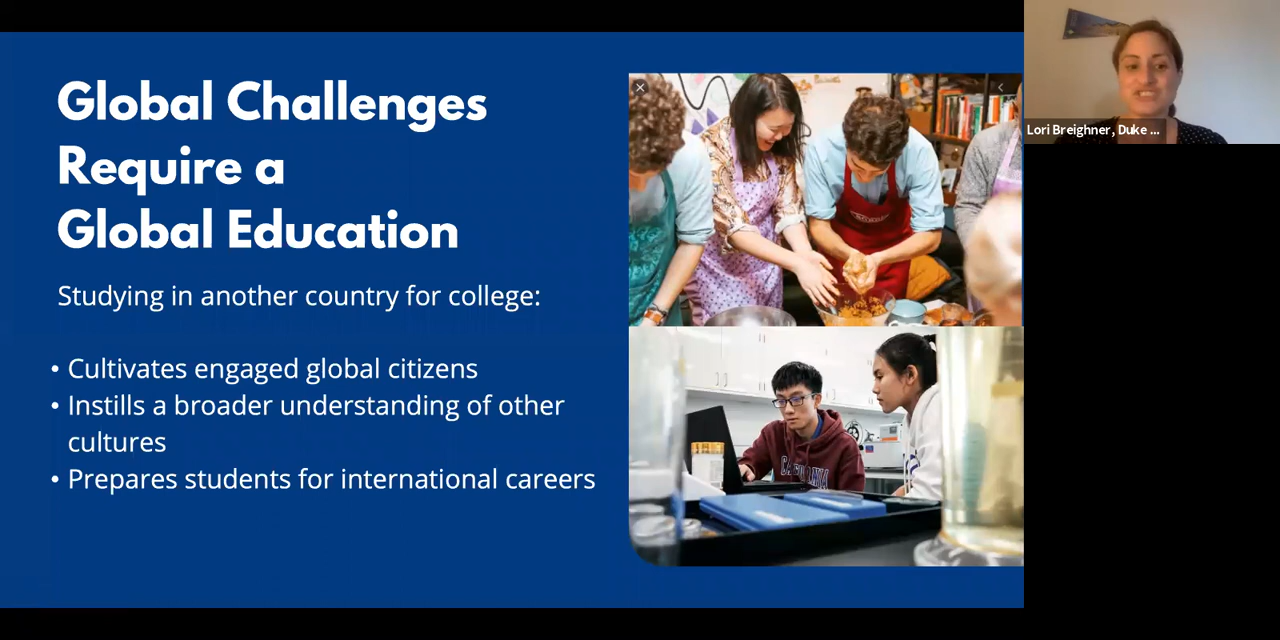 Global Challenges
Require a
Global Education
Studying in another country for college:
• Cultivates engaged global citizens
• Instills a broader understanding of other
cultures
• Prepares students for international careers
Lori Breighner, Duke ...